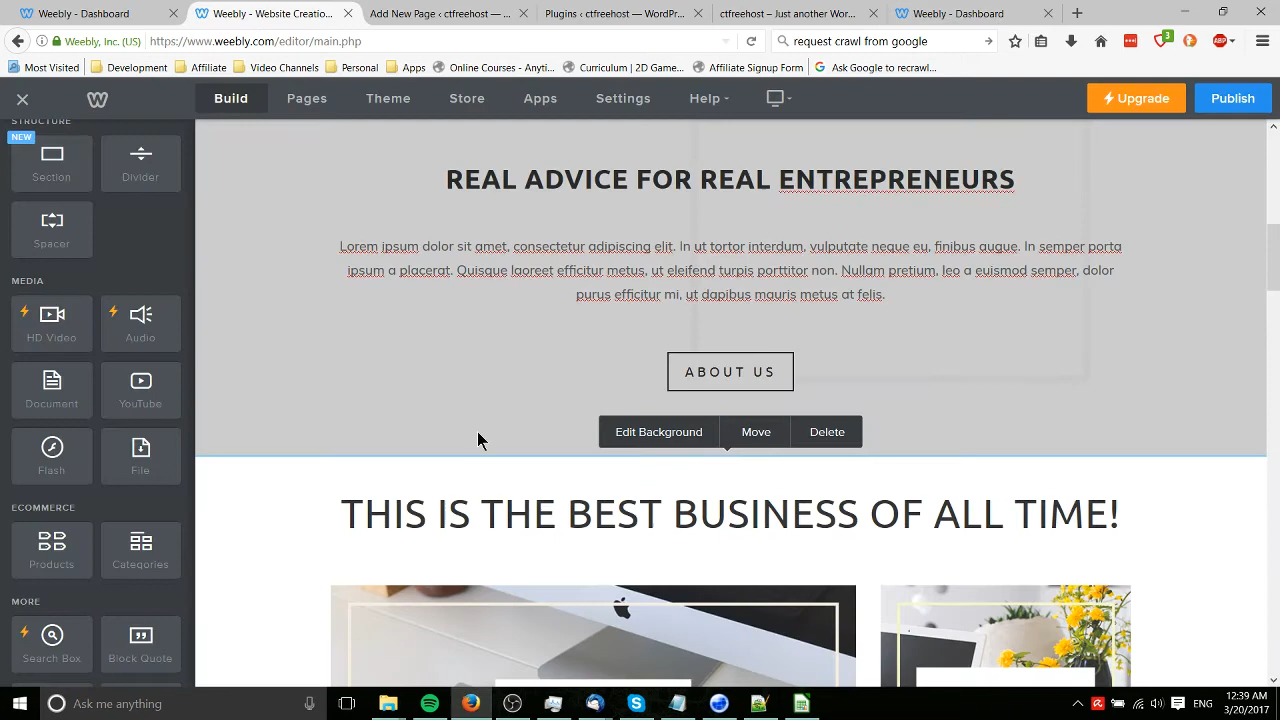 Weebly - Dashboard
Weebly - Website Creatio...
Add New Page ‹ ctfreehost — ...
Plugins ‹ ctfreehost — WordPr...
ctfreehost – Just another Wor...
Weebly - Dashboard
Weebly, Inc. (US)
https://www.weebly.com/editor/main.php
request crawl from google
3
ABP
Most Visited
Development
Affiliate
Video Channels
Personal
Apps
Online Courses - Anyti...
Curriculum | 2D Game...
Affiliate Signup Form
Ask Google to recrawl...
Build
Pages
Theme
Store
Apps
Settings
Help
Upgrade
Publish
STRUCTURE
NEW
Section
Divider
Spacer
MEDIA
HD Video
Audio
Document
YouTube
Flash
File
ECOMMERCE
Products
Categories
MORE
Search Box
Block Quote
REAL ADVICE FOR REAL ENTREPRENEURS
Lorem ipsum dolor sit amet, consectetur adipiscing elit. In ut tortor interdum, vulputate neque eu, finibus augue. In semper porta
ipsum a placerat. Quisque laoreet efficitur metus, ut eleifend turpis porttitor non. Nullam pretium, leo a euismod semper, dolor
purus efficitur mi, ut dapibus mauris metus at felis.
ABOUT US
Edit Background
Move
Delete
THIS IS THE BEST BUSINESS OF ALL TIME!
Ask me anything
ENG
12:39 AM
3/20/2017